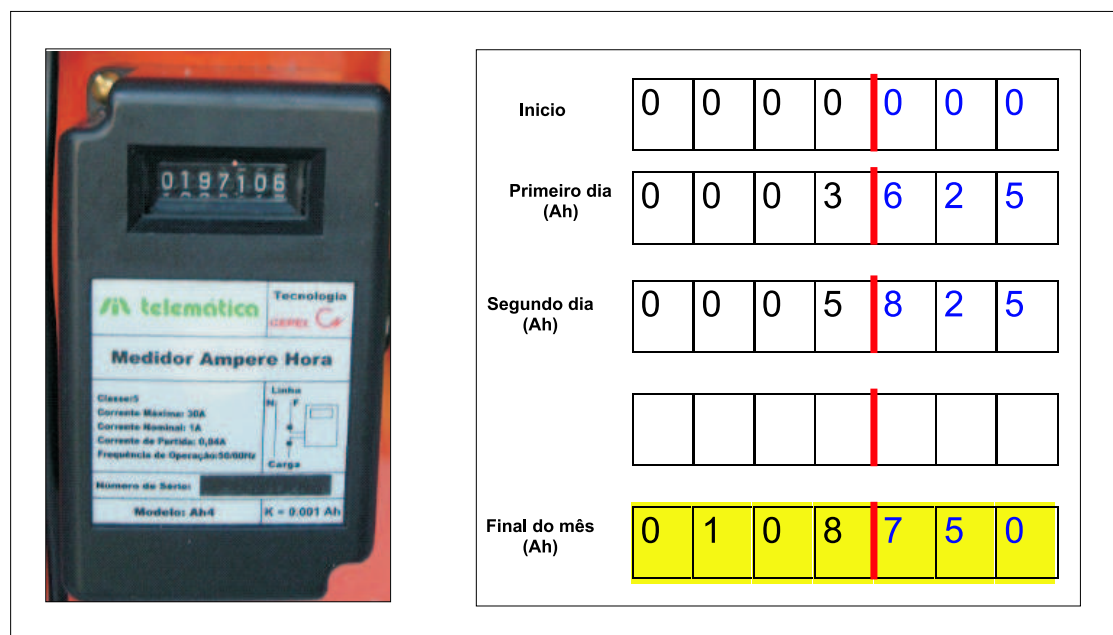 0197106
telemática
Tecnologia
CEPEL
Medidor Ampere Hora
Classe:5
Corrente Máxima: 30A
Corrente Nominal: 1A
Corrente de Partida: 0,04A
Frequência de Operação:50/60Hz
Linha
N F
Carga
Número de Série:
Modelo: Ah4
K = 0.001 Ah
Inicio
0 0 0 0 0 0 0
Primeiro dia
(Ah)
0 0 0 3 6 2 5
Segundo dia
(Ah)
0 0 0 5 8 2 5
Final do mês
(Ah)
0 1 0 8 7 5 0